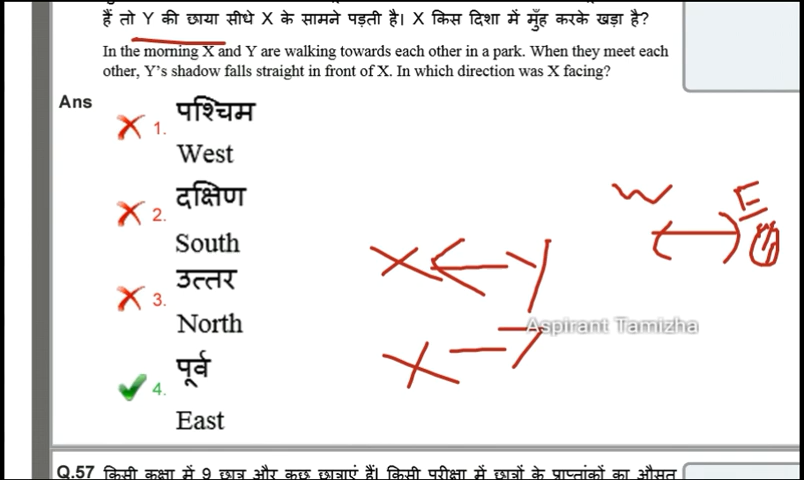 हैं तो Y की छाया सीधे X के सामने पड़ती है। X किस दिशा में मुँह करके खड़ा है?
In the morning X and Y are walking towards each other in a park. When they meet each
other, Y's shadow falls straight in front of X. In which direction was X facing?
Ans
1. पश्चिम
West
2. दक्षिण
South
3. उत्तर
North
4. पूर्व
East
W E
X Y
Aspirant Tamizha
X
Q.57 किसी कक्षा में 9 छात्र और कुछ छात्राएं हैं। किसी परीक्षा में छात्रों के प्राप्तांकों का औसत